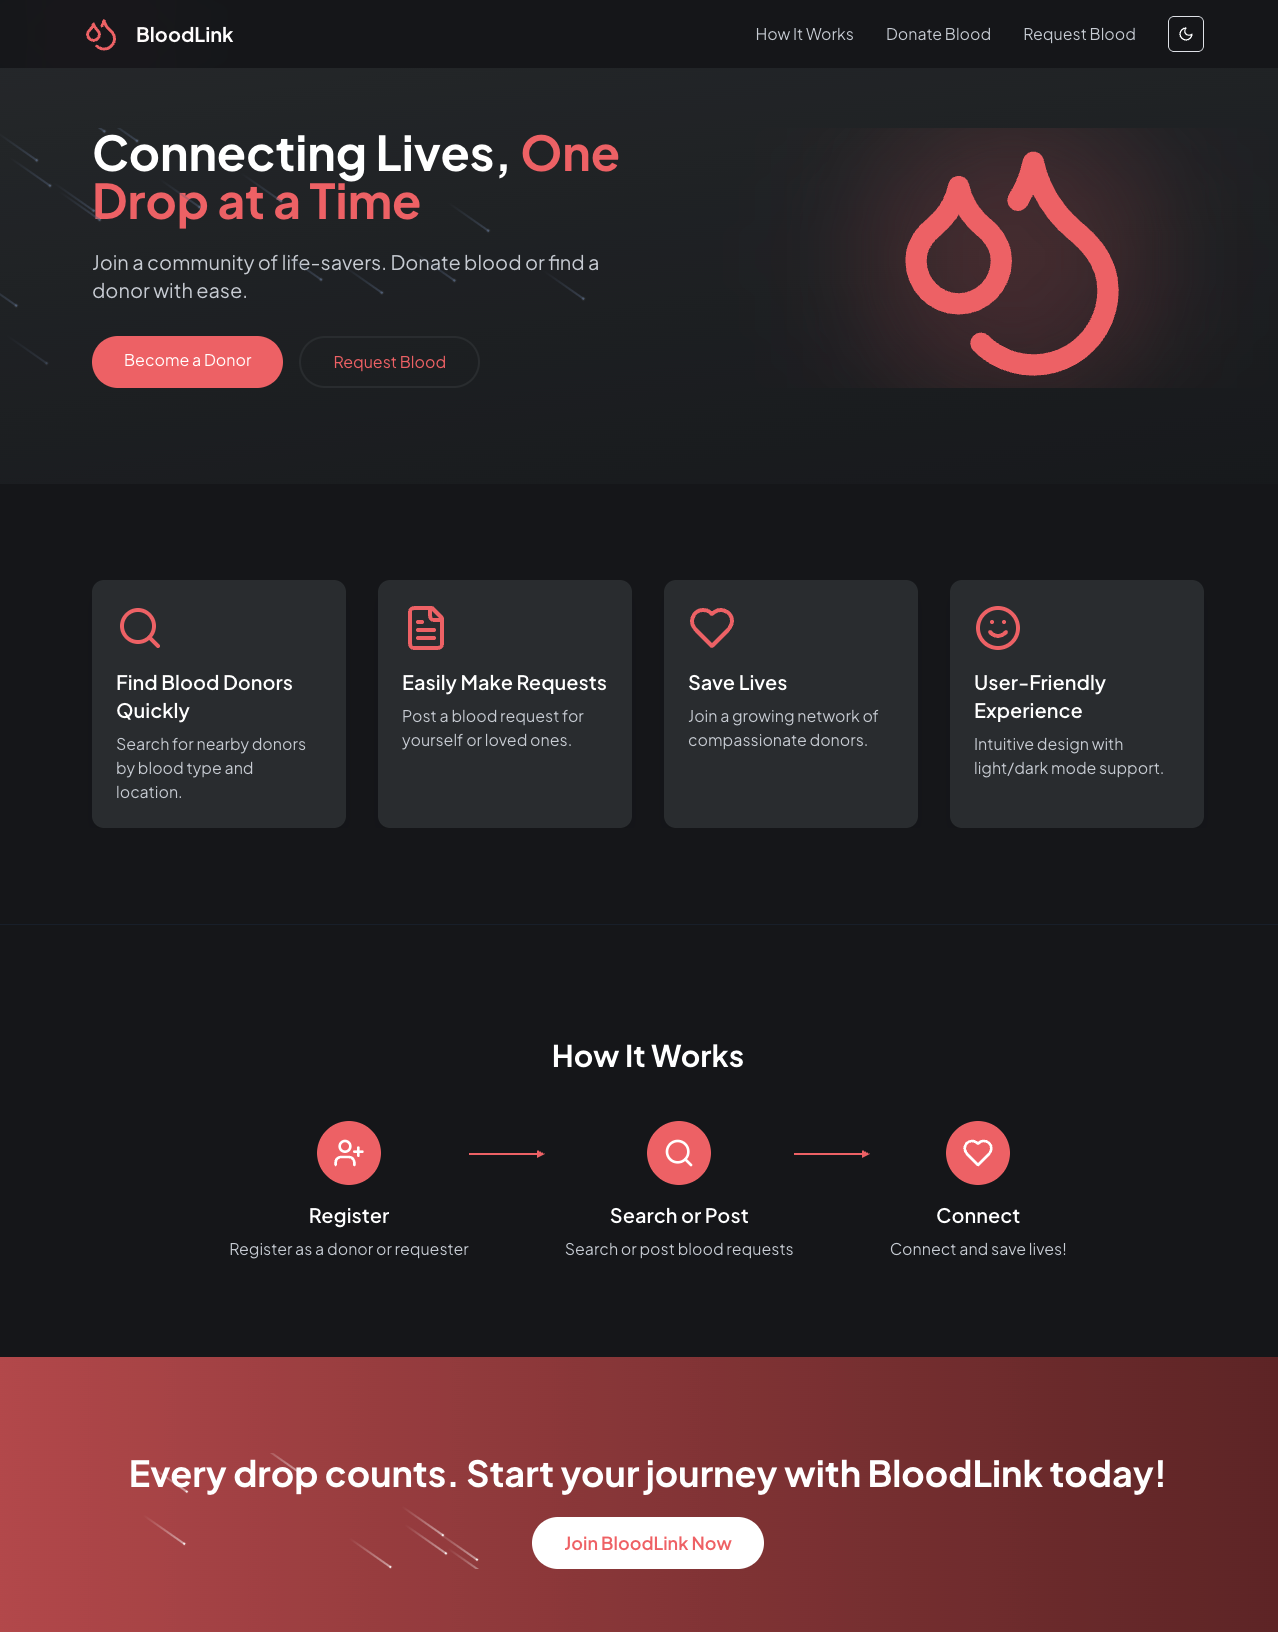 BloodLink
How It Works
Donate Blood
Request Blood
Connecting Lives, One
Drop at a Time
Join a community of life-savers. Donate blood or find a
donor with ease.
Become a Donor
Request Blood
Find Blood Donors
Quickly
Search for nearby donors
by blood type and
location.
Easily Make Requests
Post a blood request for
yourself or loved ones.
Save Lives
Join a growing network of
compassionate donors.
User-Friendly
Experience
Intuitive design with
light/dark mode support.
How It Works
Register
Register as a donor or requester
Search or Post
Search or post blood requests
Connect
Connect and save lives!
Every drop counts. Start your journey with BloodLink today!
Join BloodLink Now